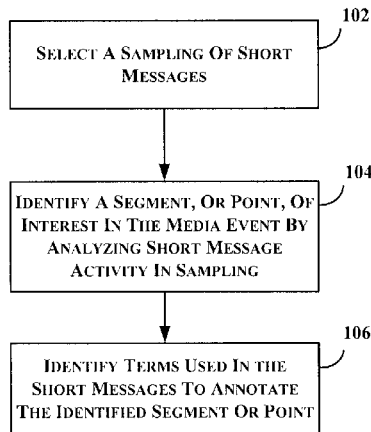 102
SELECT A SAMPLING OF SHORT
MESSAGES
104
IDENTIFY A SEGMENT, OR POINT, OF
INTEREST IN THE MEDIA EVENT BY
ANALYZING SHORT MESSAGE
ACTIVITY IN SAMPLING
106
IDENTIFY TERMS USED IN THE
SHORT MESSAGES TO ANNOTATE
THE IDENTIFIED SEGMENT OR POINT